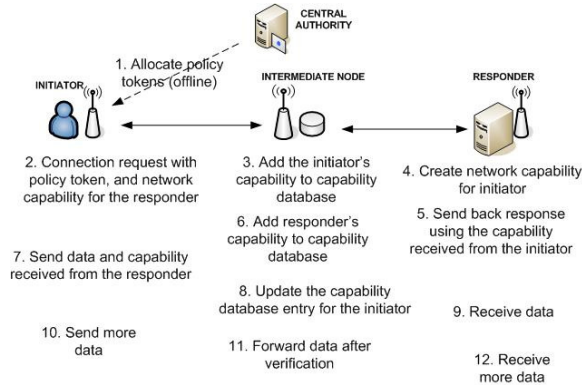 CENTRAL
AUTHORITY
1. Allocate policy
tokens (offline)
INITIATOR
INTERMEDIATE NODE
RESPONDER
2. Connection request with
policy token, and network
capability for the responder
3. Add the initiator's
capability to capability
database
4. Create network capability
for initiator
5. Send back response
using the capability
received from the initiator
6. Add responder's
capability to capability
database
7. Send data and capability
received from the responder
8. Update the capability
database entry for the initiator
9. Receive data
10. Send more
data
11. Forward data after
verification
12. Receive
more data